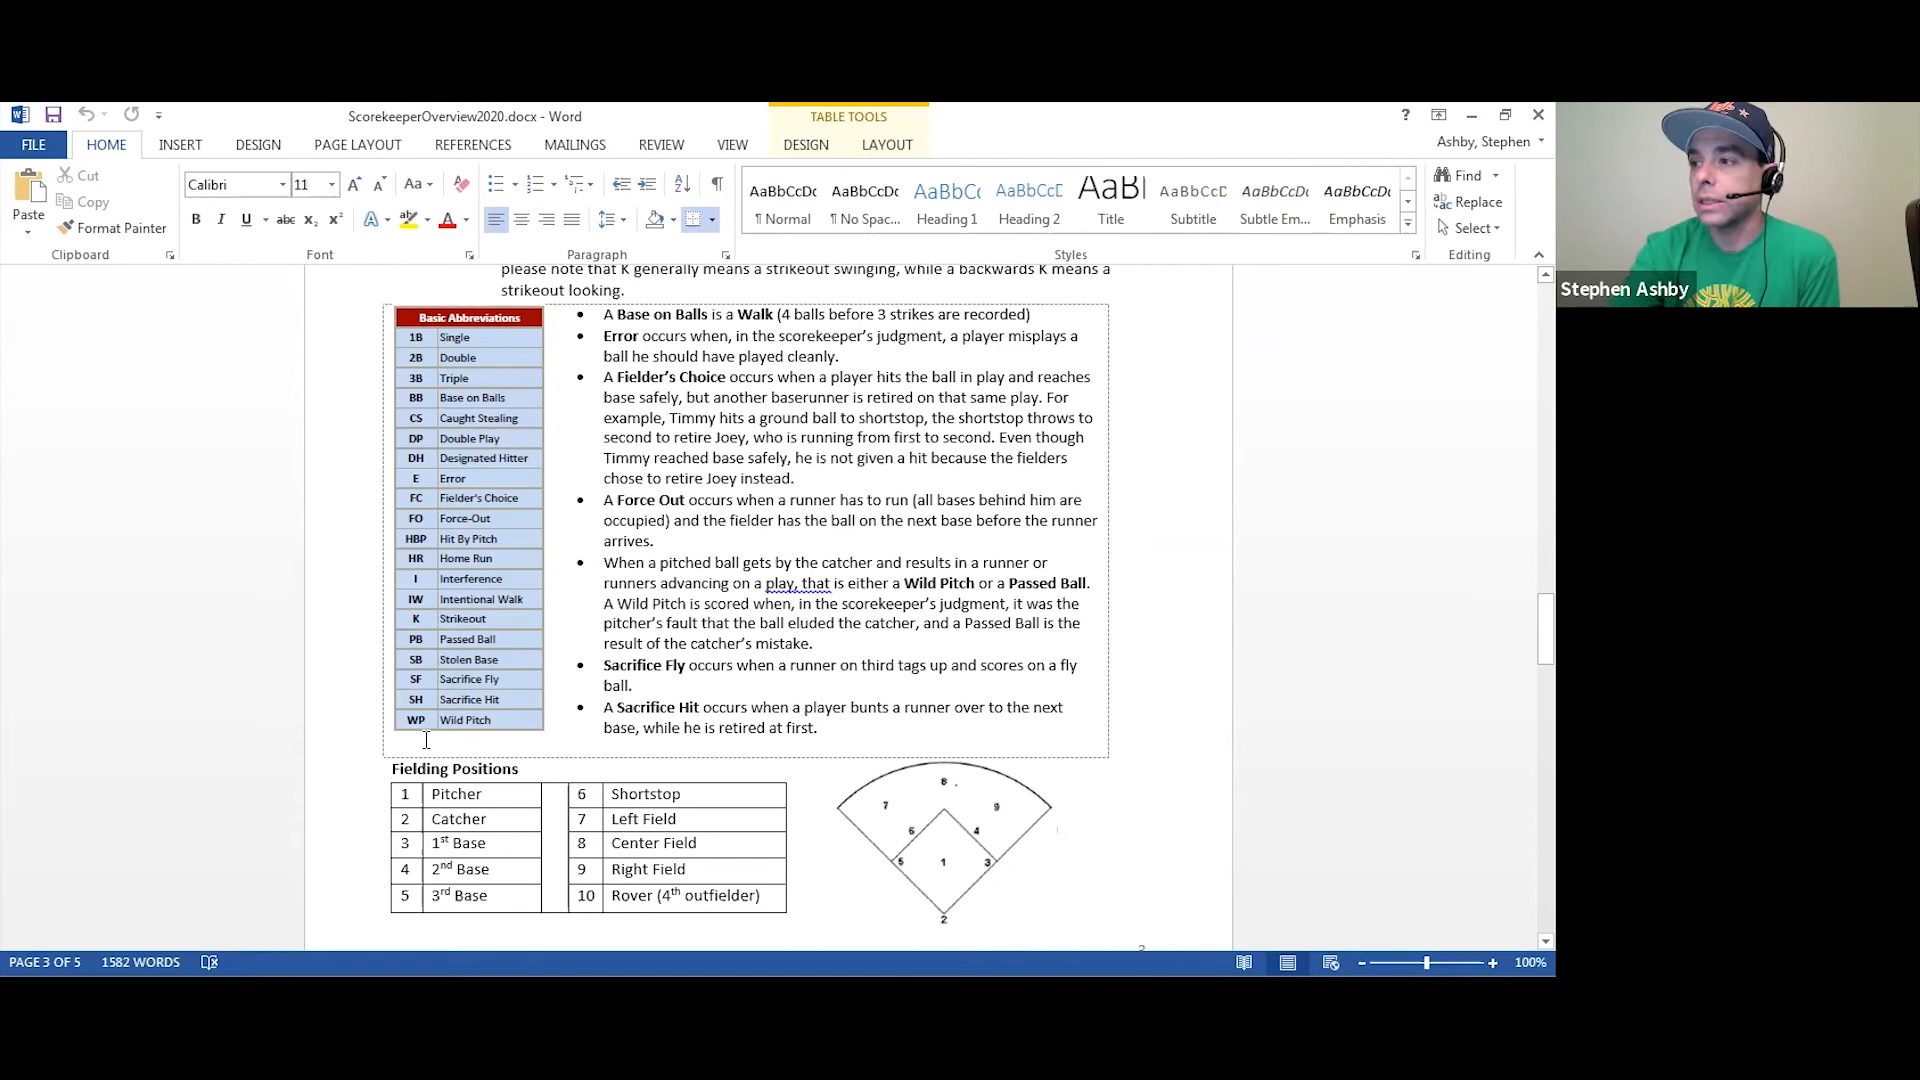 ScorekeeperOverview2020.docx - Word
TABLE TOOLS
?
FILE
HOME
INSERT
DESIGN
PAGE LAYOUT
REFERENCES
MAILINGS
REVIEW
VIEW
DESIGN
LAYOUT
Ashby, Stephen
Paste
Cut
Copy
Format Painter
Clipboard
Calibri
11
Aa
B I U abc x₂ x²
A
A
Font
Paragraph
AaBbCcDc
¶ Normal
AaBbCcDc
¶ No Spac...
AaBbC(
Heading 1
AaBbCcD
Heading 2
AaB
Title
AaBbCcD
Subtitle
AaBbCcDc
Subtle Em...
AaBbCcDc
Emphasis
Styles
Find
Replace
Select
Editing
Stephen Ashby
please note that K generally means a strikeout swinging, while a backwards K means a
strikeout looking.
Basic Abbreviations
1B Single
2B Double
3B Triple
BB Base on Balls
CS Caught Stealing
DP Double Play
DH Designated Hitter
E Error
FC Fielder's Choice
FO Force-Out
HBP Hit By Pitch
HR Home Run
I Interference
IW Intentional Walk
K Strikeout
PB Passed Ball
SB Stolen Base
SF Sacrifice Fly
SH Sacrifice Hit
WP Wild Pitch
• A Base on Balls is a Walk (4 balls before 3 strikes are recorded)
• Error occurs when, in the scorekeeper's judgment, a player misplays a
ball he should have played cleanly.
• A Fielder's Choice occurs when a player hits the ball in play and reaches
base safely, but another baserunner is retired on that same play. For
example, Timmy hits a ground ball to shortstop, the shortstop throws to
second to retire Joey, who is running from first to second. Even though
Timmy reached base safely, he is not given a hit because the fielders
chose to retire Joey instead.
• A Force Out occurs when a runner has to run (all bases behind him are
occupied) and the fielder has the ball on the next base before the runner
arrives.
• When a pitched ball gets by the catcher and results in a runner or
runners advancing on a play, that is either a Wild Pitch or a Passed Ball.
A Wild Pitch is scored when, in the scorekeeper's judgment, it was the
pitcher's fault that the ball eluded the catcher, and a Passed Ball is the
result of the catcher's mistake.
• Sacrifice Fly occurs when a runner on third tags up and scores on a fly
ball.
• A Sacrifice Hit occurs when a player bunts a runner over to the next
base, while he is retired at first.
Fielding Positions
1 Pitcher 6 Shortstop
2 Catcher 7 Left Field
3 1st Base 8 Center Field
4 2nd Base 9 Right Field
5 3rd Base 10 Rover (4th outfielder)
8
7 9
6 4
5 1 3
2
PAGE 3 OF 5
1582 WORDS
100%